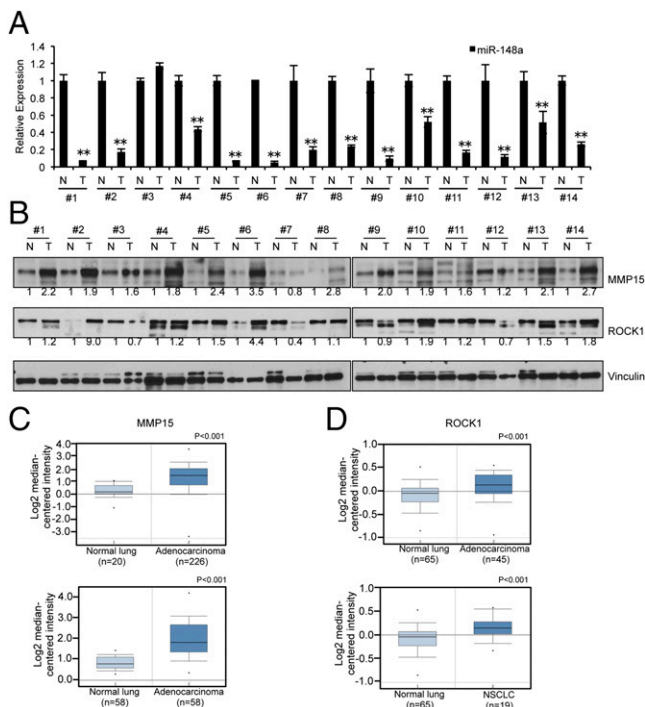 A
Relative Expression
1.4
1.2
1
0.8
0.6
0.4
0.2
0
miR-148a
** ** ** ** ** ** ** ** ** ** ** ** **
N T N T N T N T N T N T N T N T N T N T N T N T N T N T
#1 #2 #3 #4 #5 #6 #7 #8 #9 #10 #11 #12 #13 #14
B
#1 #2 #3 #4 #5 #6 #7 #8 #9 #10 #11 #12 #13 #14
N T N T N T N T N T N T N T N T N T N T N T N T N T N T
MMP15
1 2.2 1 1.9 1 1.6 1 1.8 1 2.4 1 3.5 1 0.8 1 2.8 1 2.0 1 1.9 1 1.6 1 1.2 1 2.1 1 2.7
ROCK1
1 1.2 1 9.0 1 0.7 1 1.2 1 1.5 1 4.4 1 0.4 1 1.1 1 0.9 1 1.9 1 1.2 1 0.7 1 1.5 1 1.8
Vinculin
C
MMP15
P<0.001
Log2 median-
centered intensity
4.0
3.0
2.0
1.0
0.0
-1.0
-2.0
-3.0
Normal lung
(n=20)
Adenocarcinoma
(n=226)
P<0.001
Log2 median-
centered intensity
4.0
3.0
2.0
1.0
0.0
Normal lung
(n=58)
Adenocarcinoma
(n=58)
D
ROCK1
P<0.001
Log2 median-
centered intensity
1.0
0.5
0.0
-0.5
-1.0
Normal lung
(n=65)
Adenocarcinoma
(n=45)
P<0.001
Log2 median-
centered intensity
1.0
0.5
0.0
-0.5
-1.0
Normal lung
(n=65)
NSCLC
(n=19)